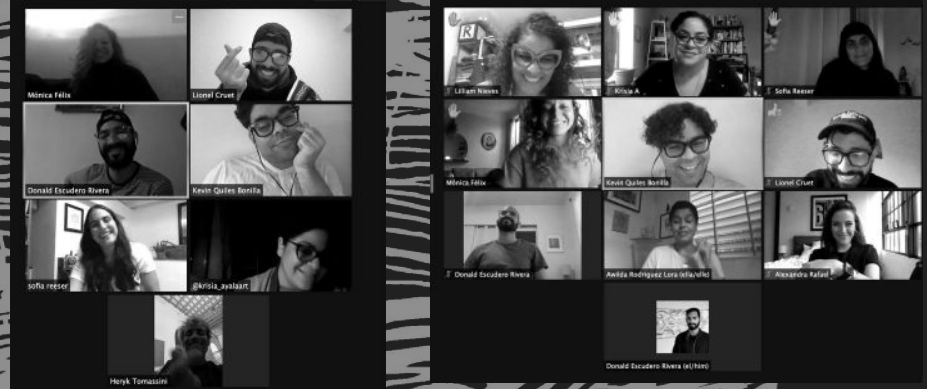 Mónica Félix
Lionel Cruet
Donald Escudero Rivera
Kevin Quiles Bonilla
sofia reeser
@krisia_ayalaart
Heryk Tomassini
Lilliam Nieves
Krisia A
Sofia Reeser
Mónica Félix
Kevin Quiles Bonilla
Lionel Cruet
Donald Escudero Rivera
Awilda Rodríguez Lora (ella/elle)
Alexandra Rafael
Donald Escudero Rivera (el/him)